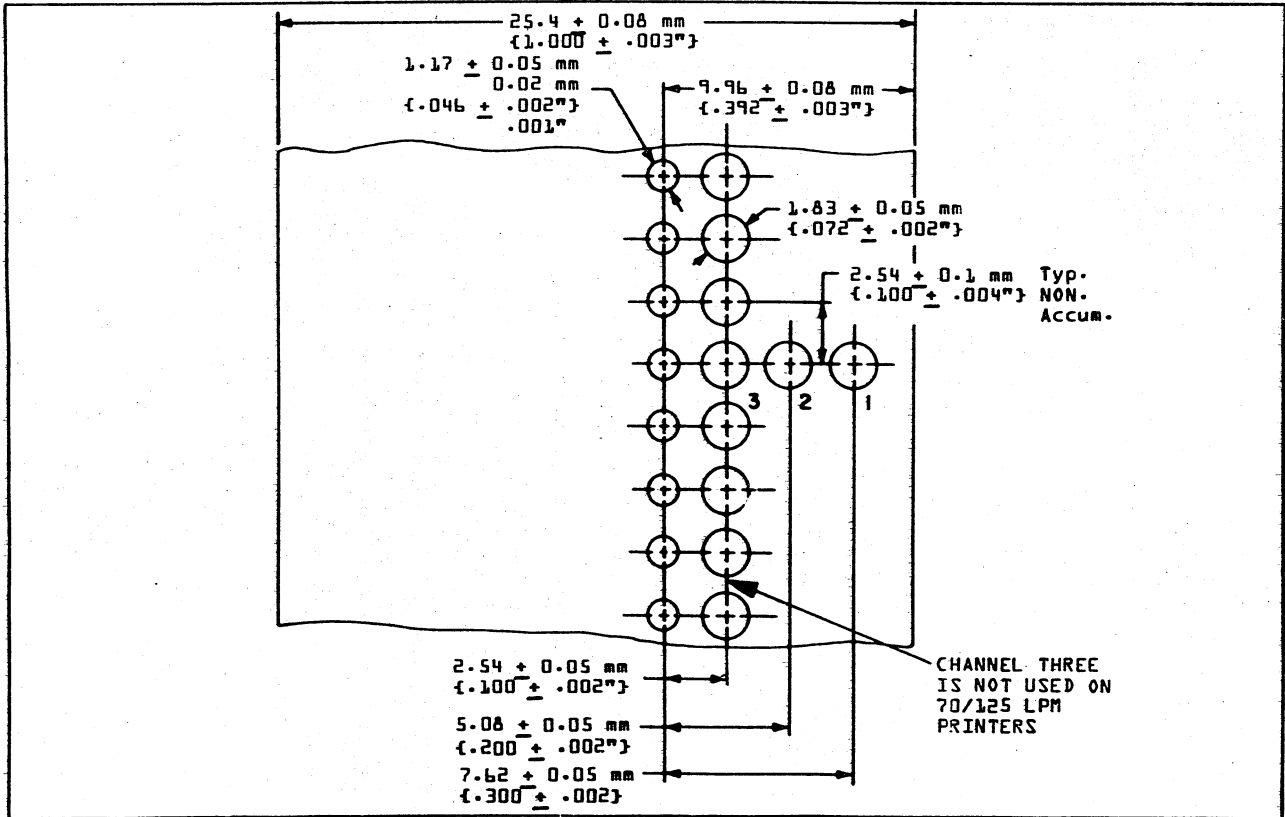 25.4 ± 0.08 mm
{1.000 ± .003"}
1.17 ± 0.05 mm
0.02 mm
{.046 ± .002"}
.001"
9.96 ± 0.08 mm
{.392 ± .003"}
1.83 ± 0.05 mm
{.072 ± .002"}
2.54 ± 0.1 mm Typ.
{.100 ± .004"} NON.
Accum.
3 2 1
2.54 ± 0.05 mm
{.100 ± .002"}
5.08 ± 0.05 mm
{.200 ± .002"}
7.62 ± 0.05 mm
{.300 ± .002}
CHANNEL THREE
IS NOT USED ON
70/125 LPM
PRINTERS